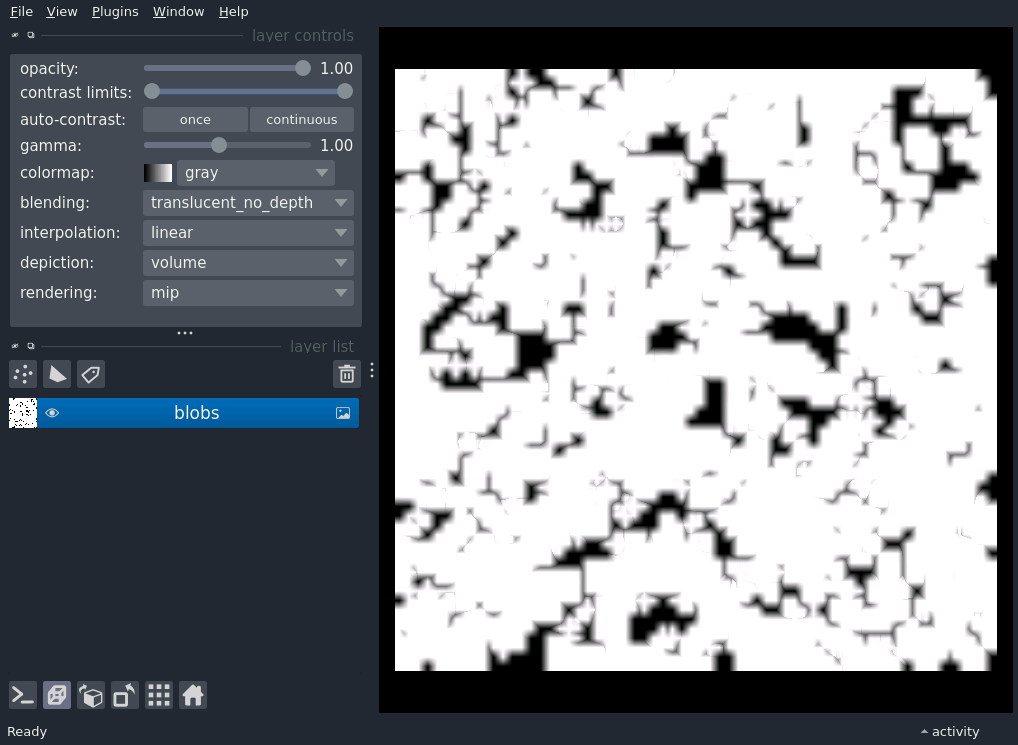 File View Plugins Window Help
layer controls
opacity: 1.00
contrast limits:
auto-contrast: once continuous
gamma: 1.00
colormap: gray
blending: translucent_no_depth
interpolation: linear
depiction: volume
rendering: mip
layer list
blobs
Ready activity